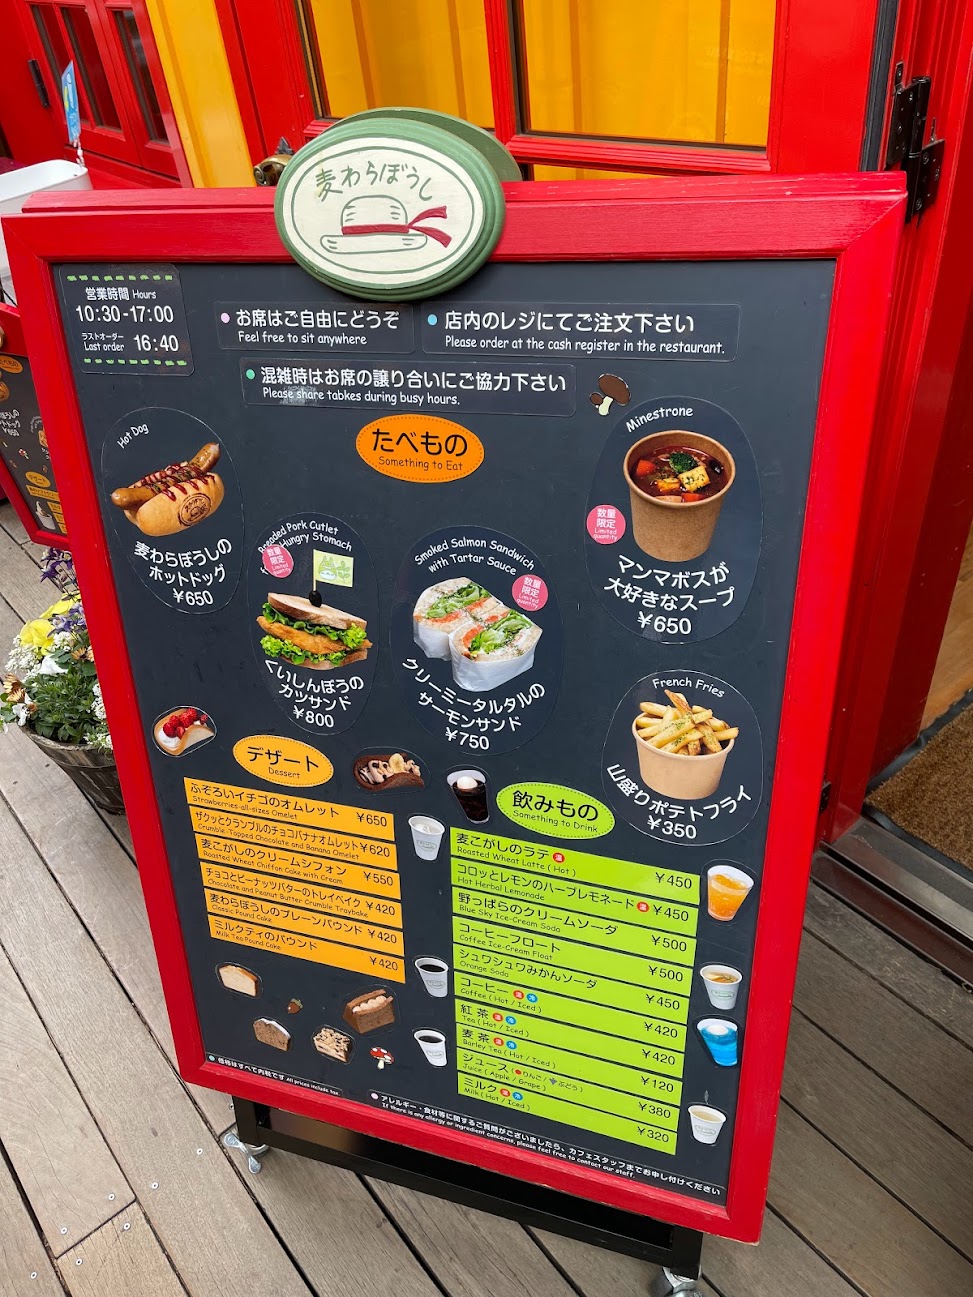 麦わらぼうし
営業時間 Hours
10:30-17:00
ラストオーダー
Last order 16:40
お席はご自由にどうぞ
Feel free to sit anywhere
店内のレジにてご注文下さい
Please order at the cash register in the restaurant.
混雑時はお席の譲り合いにご協力下さい
Please share tabkes during busy hours.
たべもの
Something to Eat
Hot Dog
麦わらぼうしの
ホットドッグ
¥650
Breaded Pork Cutlet
Hungry Stomach
数量
限定
Limited
quantity
くいしんぼうの
カツサンド
¥800
Smoked Salmon Sandwich
with Tartar Sauce
数量
限定
Limited
quantity
クリーミータルタルの
サーモンサンド
¥750
Minestrone
数量
限定
Limited
quantity
マンマボスが
大好きなスープ
¥650
French Fries
山盛りポテトフライ
¥350
デザート
Dessert
ふぞろいイチゴのオムレット ¥650
Strawberries-all-sizes Omelet
ザクッとクランブルのチョコバナナオムレット ¥620
Crumble-Topped Chocolate and Banana Omelet
麦こがしのクリームシフォン ¥550
Roasted Wheat Chiffon Cake with Cream
チョコとピーナッツバターのトレイベイク ¥420
Chocolate and Peanut Butter Crumble Traybake
麦わらぼうしのプレーンパウンド ¥420
Classic Pound Cake
ミルクティのパウンド ¥420
Milk Tea Pound Cake
飲みもの
Something to Drink
麦こがしのラテ 温 ¥450
Roasted Wheat Latte ( Hot )
コロッとレモンのハーブレモネード 温 ¥450
Hot Herbal Lemonade
野っぱらのクリームソーダ ¥500
Blue Sky Ice-Cream Soda
コーヒーフロート ¥500
Coffee Ice-Cream Float
シュワシュワみかんソーダ ¥450
Orange Soda
コーヒー 温 冷 ¥420
Coffee ( Hot / Iced )
紅茶 温 冷 ¥420
Tea ( Hot / Iced )
麦茶 温 冷 ¥120
Barley Tea ( Hot / Iced )
ジュース ( りんご / ぶどう ) ¥380
Juice ( Apple / Grape )
ミルク 温 冷 ¥320
Milk ( Hot / Iced )
価格はすべて内税です All prices include tax.
アレルギー・食材等に関するご質問がございましたら、カフェスタッフまでお申し付けください
If there is any allergy or ingredient concerns, please feel free to contact our staff.